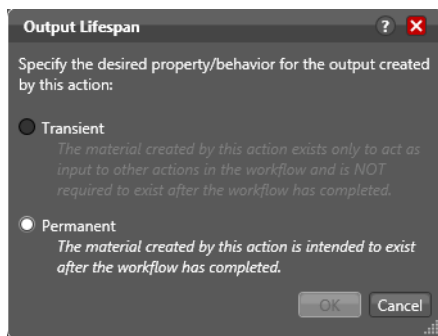 Output Lifespan ?
Specify the desired property/behavior for the output created
by this action:
Transient
The material created by this action exists only to act as
input to other actions in the workflow and is NOT
required to exist after the workflow has completed.
Permanent
The material created by this action is intended to exist
after the workflow has completed.
OK Cancel